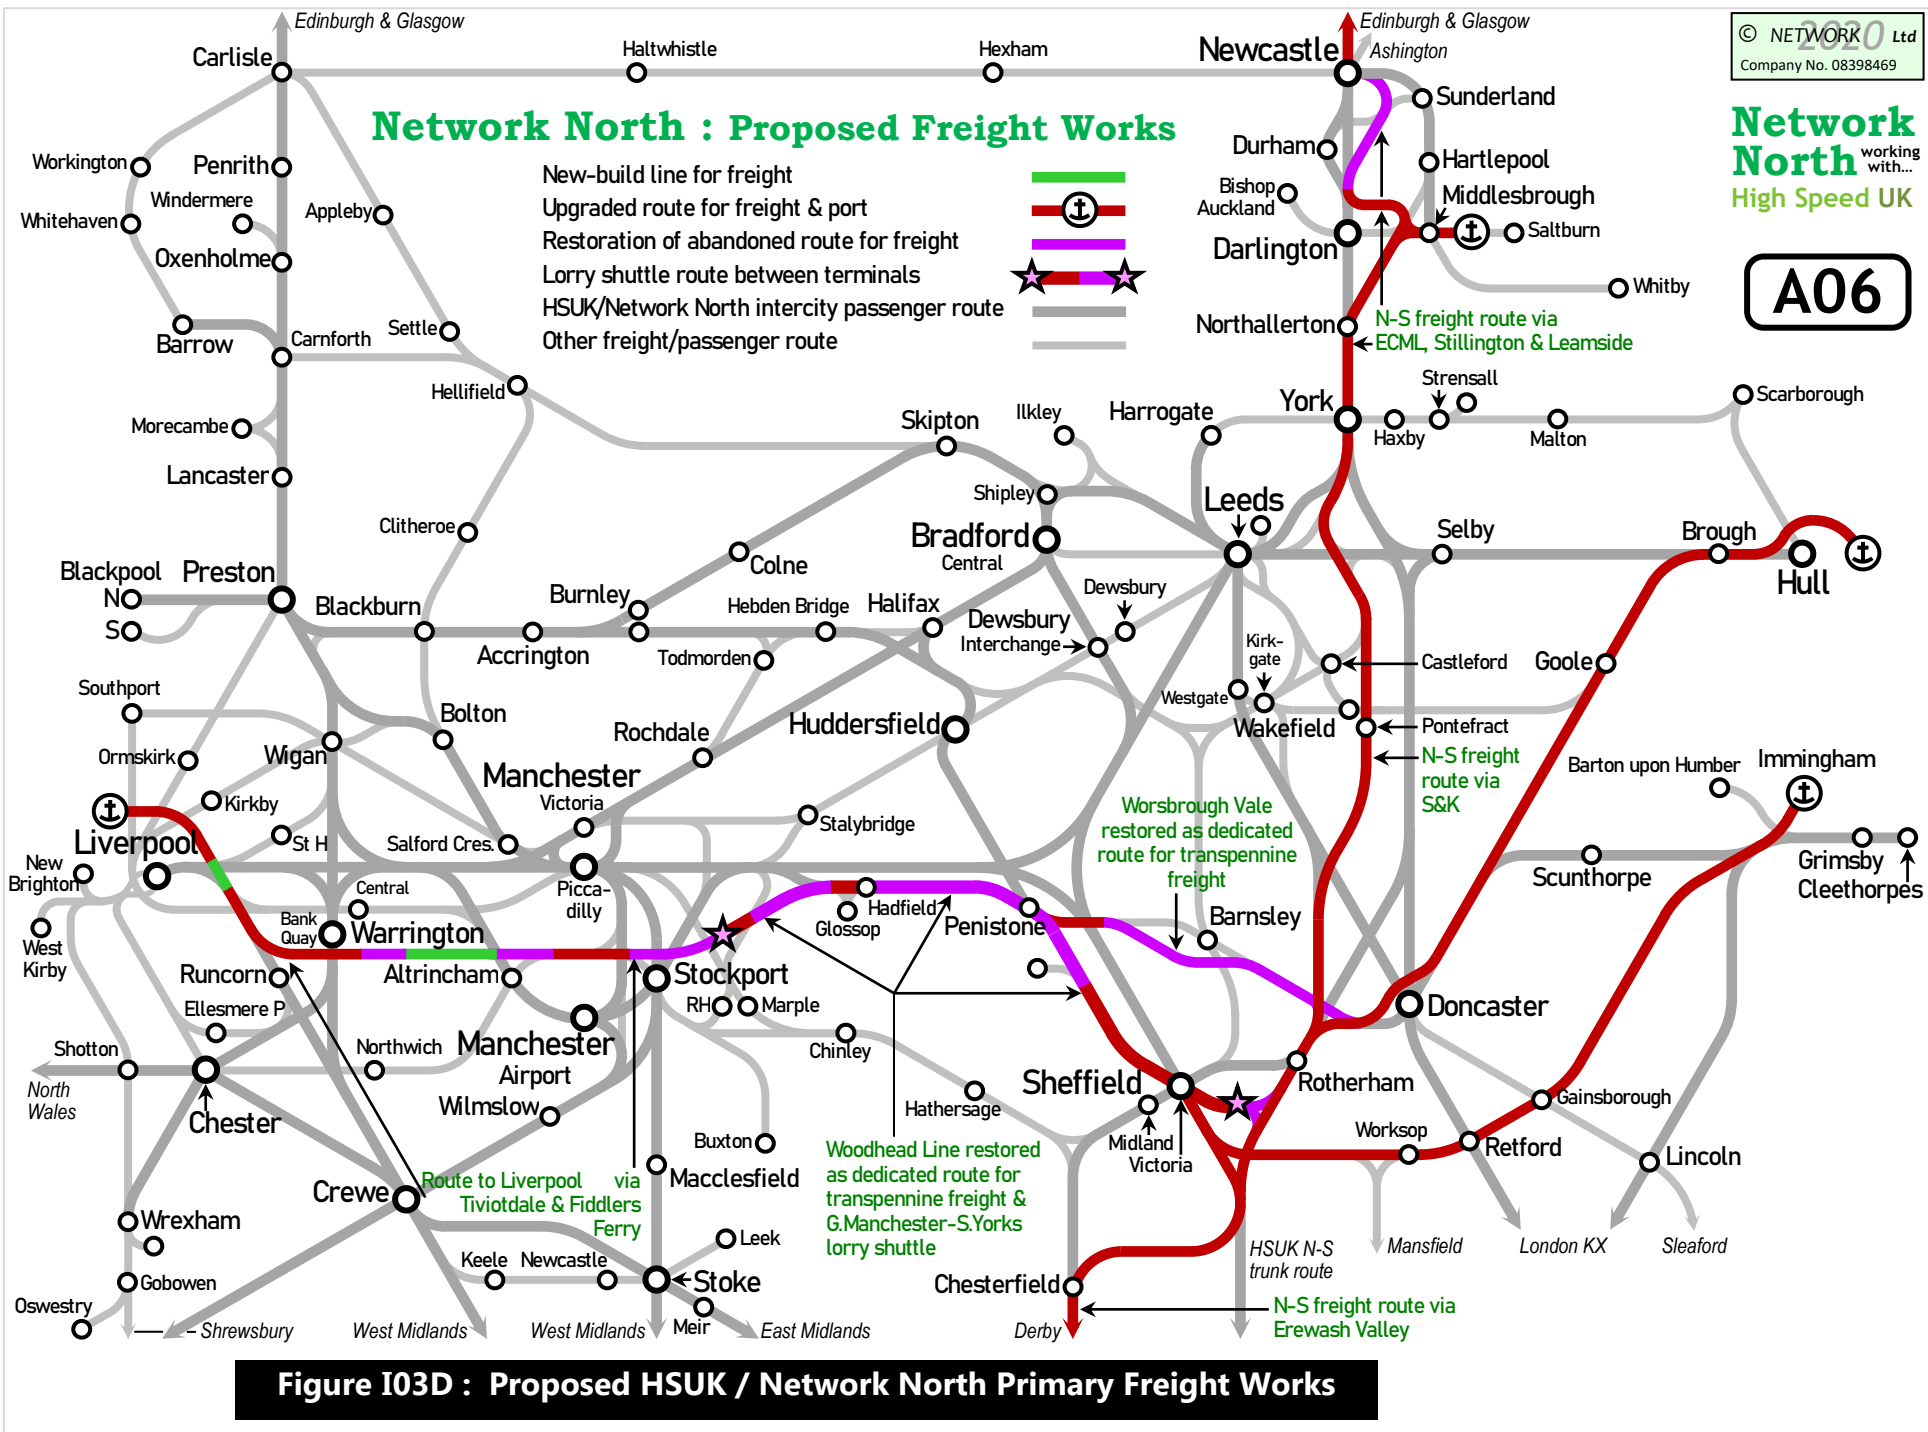 Edinburgh & Glasgow
Edinburgh & Glasgow
© NETWORK 2020 Ltd
Company No. 08398469
Carlisle
Haltwhistle
Hexham
Newcastle
Ashington
Sunderland
Network North : Proposed Freight Works
Network
North working
with...
High Speed UK
Durham
Hartlepool
Workington
Penrith
New-build line for freight
Upgraded route for freight & port
Restoration of abandoned route for freight
Lorry shuttle route between terminals
HSUK/Network North intercity passenger route
Other freight/passenger route
Windermere
Whitehaven
Appleby
Bishop
Auckland
Middlesbrough
Saltburn
Oxenholme
Darlington
A06
Whitby
Barrow
Carnforth
Settle
Northallerton
N-S freight route via
ECML, Stillington & Leamside
Hellifield
Strensall
Scarborough
Morecambe
Skipton
Ilkley
Harrogate
York
Haxby
Malton
Lancaster
Shipley
Leeds
Clitheroe
Bradford
Central
Selby
Brough
Hull
Colne
Blackpool
N
S
Preston
Blackburn
Burnley
Hebden Bridge
Halifax
Dewsbury
Dewsbury
Interchange
Accrington
Todmorden
Kirk-
gate
Castleford
Goole
Southport
Westgate
Wakefield
Bolton
Rochdale
Huddersfield
Pontefract
Ormskirk
Wigan
N-S freight
route via
S&K
Barton upon Humber
Immingham
Manchester
Victoria
Kirkby
Stalybridge
Worsbrough Vale
restored as dedicated
route for transpennine
freight
Liverpool
St H
Salford Cres.
New
Brighton
Central
Picca-
dilly
Grimsby
Cleethorpes
Scunthorpe
Bank
Quay
Warrington
Hadfield
Glossop
Penistone
Barnsley
West
Kirby
Runcorn
Altrincham
Stockport
Ellesmere P
RH
Marple
Doncaster
Shotton
Northwich
Manchester
Airport
Chinley
North
Wales
Chester
Wilmslow
Hathersage
Sheffield
Rotherham
Gainsborough
Midland
Victoria
Worksop
Retford
Buxton
Lincoln
Woodhead Line restored
as dedicated route for
transpennine freight &
G.Manchester-S.Yorks
lorry shuttle
Macclesfield
Crewe
Route to Liverpool via
Tiviotdale & Fiddlers
Ferry
Wrexham
Leek
HSUK N-S
trunk route
Mansfield
London KX
Sleaford
Keele
Newcastle
Stoke
Gobowen
Chesterfield
Oswestry
N-S freight route via
Erewash Valley
Meir
Shrewsbury
West Midlands
West Midlands
East Midlands
Derby
Figure I03D : Proposed HSUK / Network North Primary Freight Works